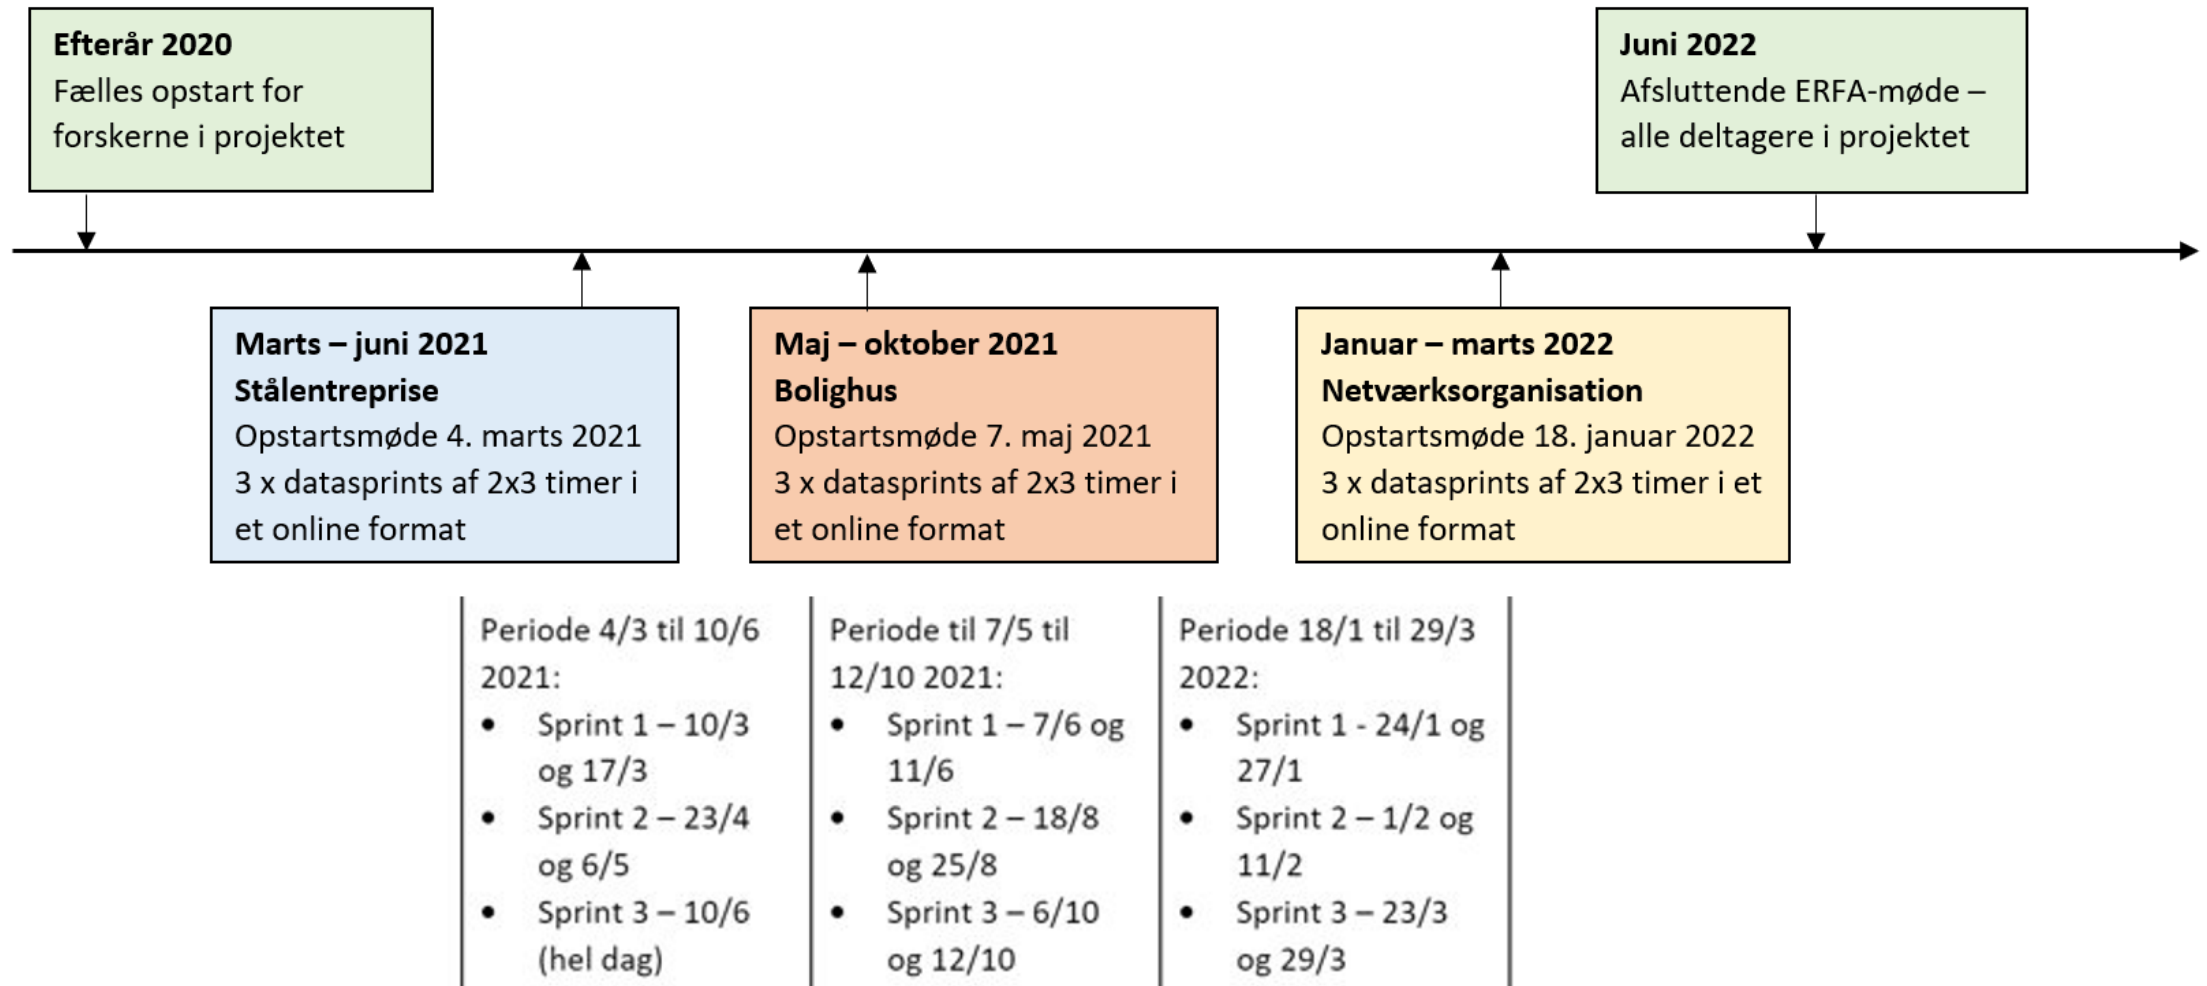 Efterår 2020
Fælles opstart for
forskerne i projektet
Juni 2022
Afsluttende ERFA-møde –
alle deltagere i projektet
Marts – juni 2021
Stålentreprise
Opstartsmøde 4. marts 2021
3 x datasprints af 2x3 timer i
et online format
Maj – oktober 2021
Bolighus
Opstartsmøde 7. maj 2021
3 x datasprints af 2x3 timer i
et online format
Januar – marts 2022
Netværksorganisation
Opstartsmøde 18. januar 2022
3 x datasprints af 2x3 timer i et
online format
Periode 4/3 til 10/6
2021:
• Sprint 1 – 10/3
og 17/3
• Sprint 2 – 23/4
og 6/5
• Sprint 3 – 10/6
(hel dag)
Periode til 7/5 til
12/10 2021:
• Sprint 1 – 7/6 og
11/6
• Sprint 2 – 18/8
og 25/8
• Sprint 3 – 6/10
og 12/10
Periode 18/1 til 29/3
2022:
• Sprint 1 - 24/1 og
27/1
• Sprint 2 – 1/2 og
11/2
• Sprint 3 – 23/3
og 29/3